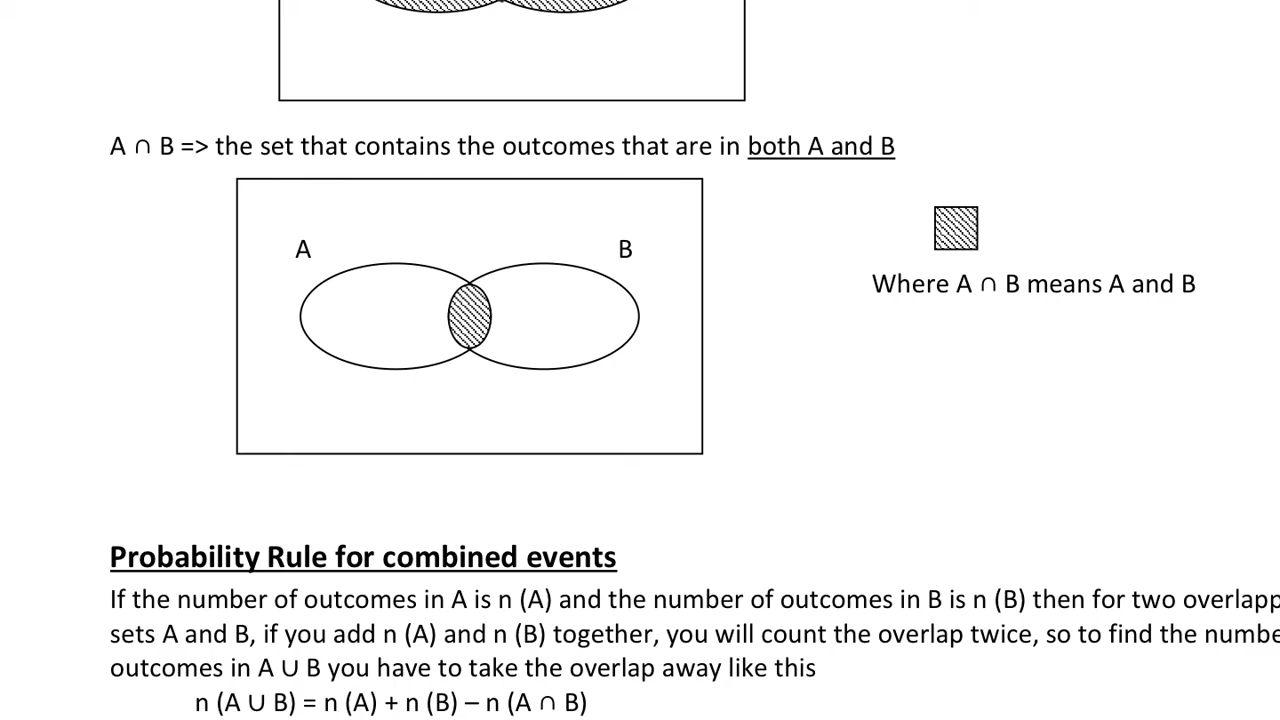 A ∩ B => the set that contains the outcomes that are in both A and B
A B
Where A ∩ B means A and B
Probability Rule for combined events
If the number of outcomes in A is n (A) and the number of outcomes in B is n (B) then for two
sets A and B, if you add n (A) and n (B) together, you will count the overlap twice, so to find the
outcomes in A ∪ B you have to take the overlap away like this
n (A ∪ B) = n (A) + n (B) – n (A ∩ B)